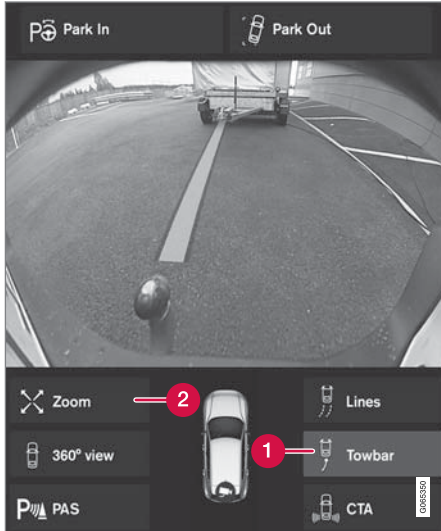 Park In
Park Out
2
Zoom
Lines
1
360° view
Towbar
PAS
CTA
G065350